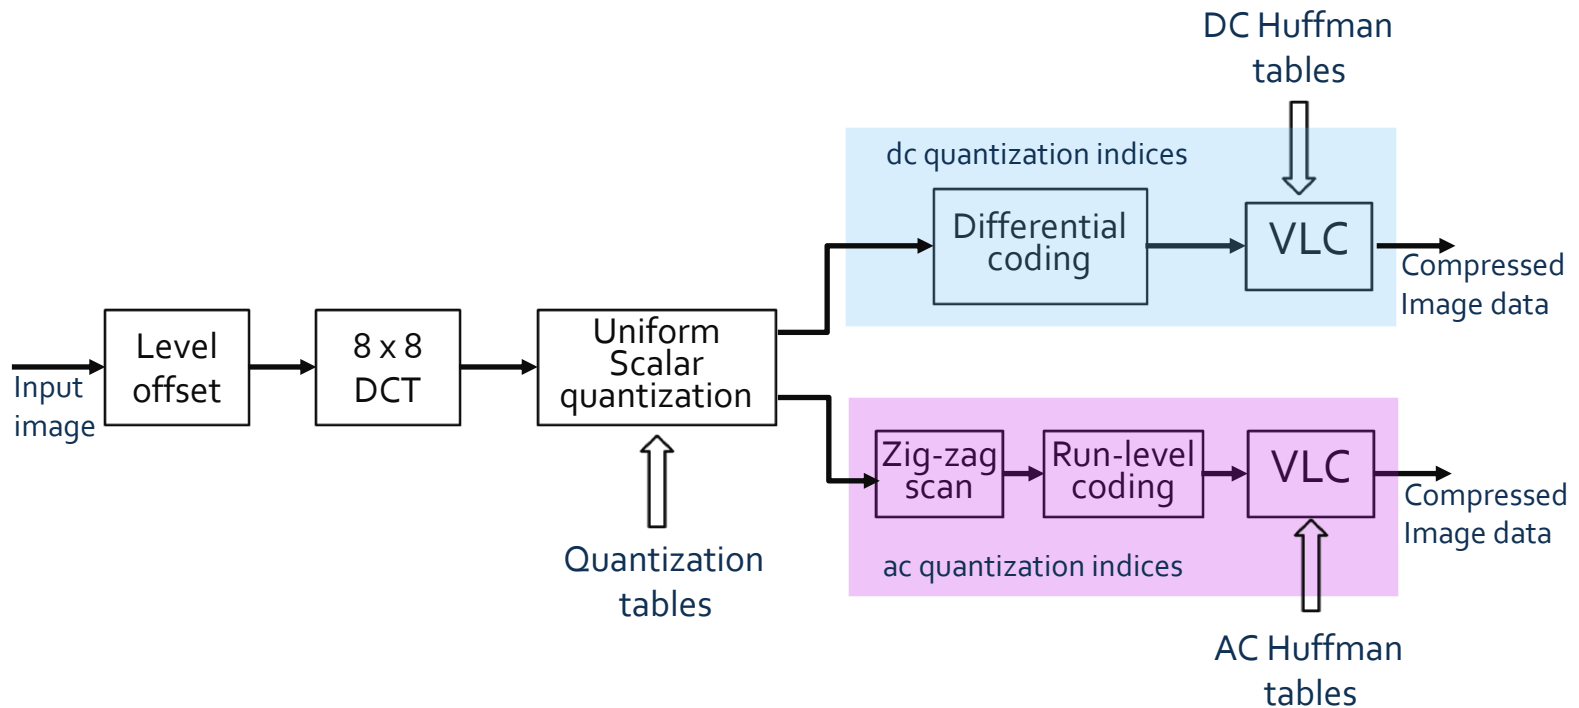 DC Huffman
tables
dc quantization indices
Differential
coding
VLC
Compressed
Image data
Input
image
Level
offset
8 x 8
DCT
Uniform
Scalar
quantization
Quantization
tables
Zig-zag
scan
Run-level
coding
VLC
Compressed
Image data
ac quantization indices
AC Huffman
tables